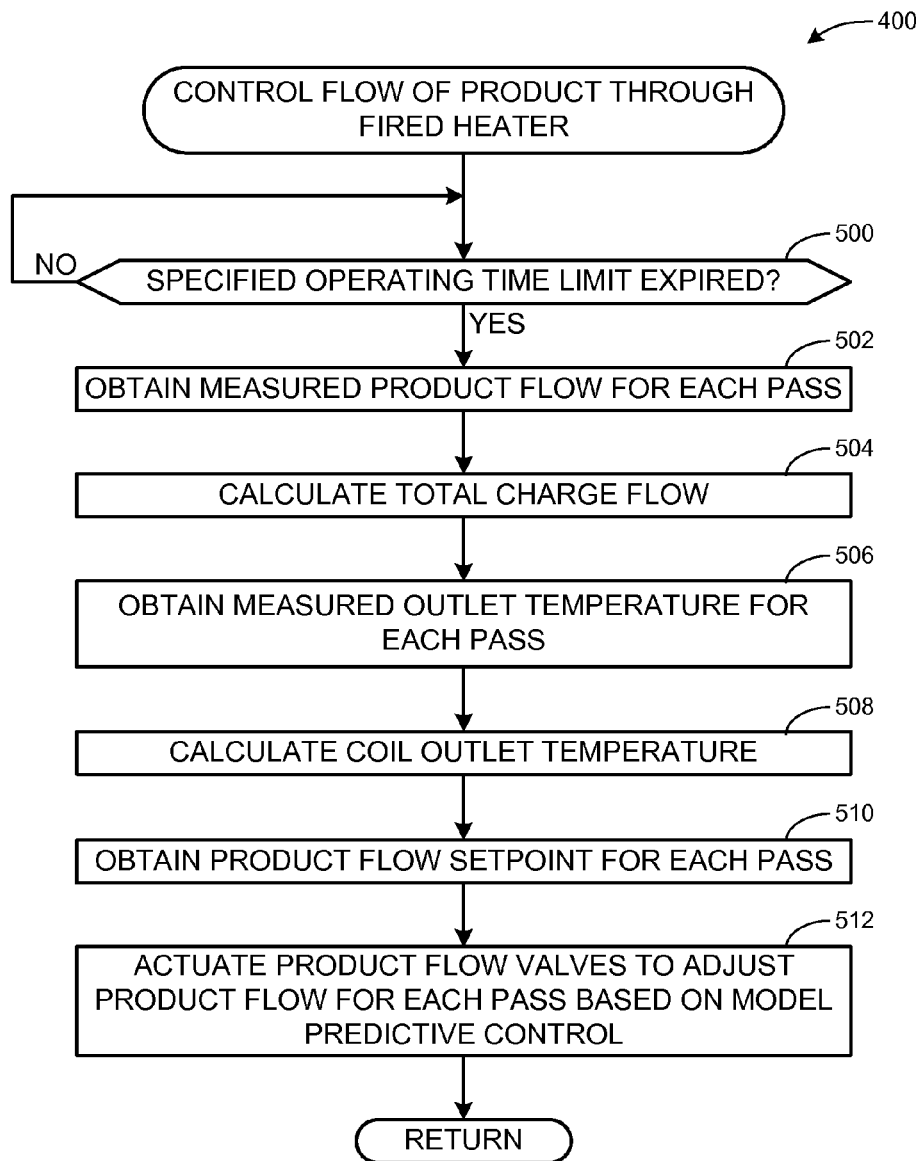 400
CONTROL FLOW OF PRODUCT THROUGH
FIRED HEATER
500
NO
SPECIFIED OPERATING TIME LIMIT EXPIRED?
YES
502
OBTAIN MEASURED PRODUCT FLOW FOR EACH PASS
504
CALCULATE TOTAL CHARGE FLOW
506
OBTAIN MEASURED OUTLET TEMPERATURE FOR
EACH PASS
508
CALCULATE COIL OUTLET TEMPERATURE
510
OBTAIN PRODUCT FLOW SETPOINT FOR EACH PASS
512
ACTUATE PRODUCT FLOW VALVES TO ADJUST
PRODUCT FLOW FOR EACH PASS BASED ON MODEL
PREDICTIVE CONTROL
RETURN